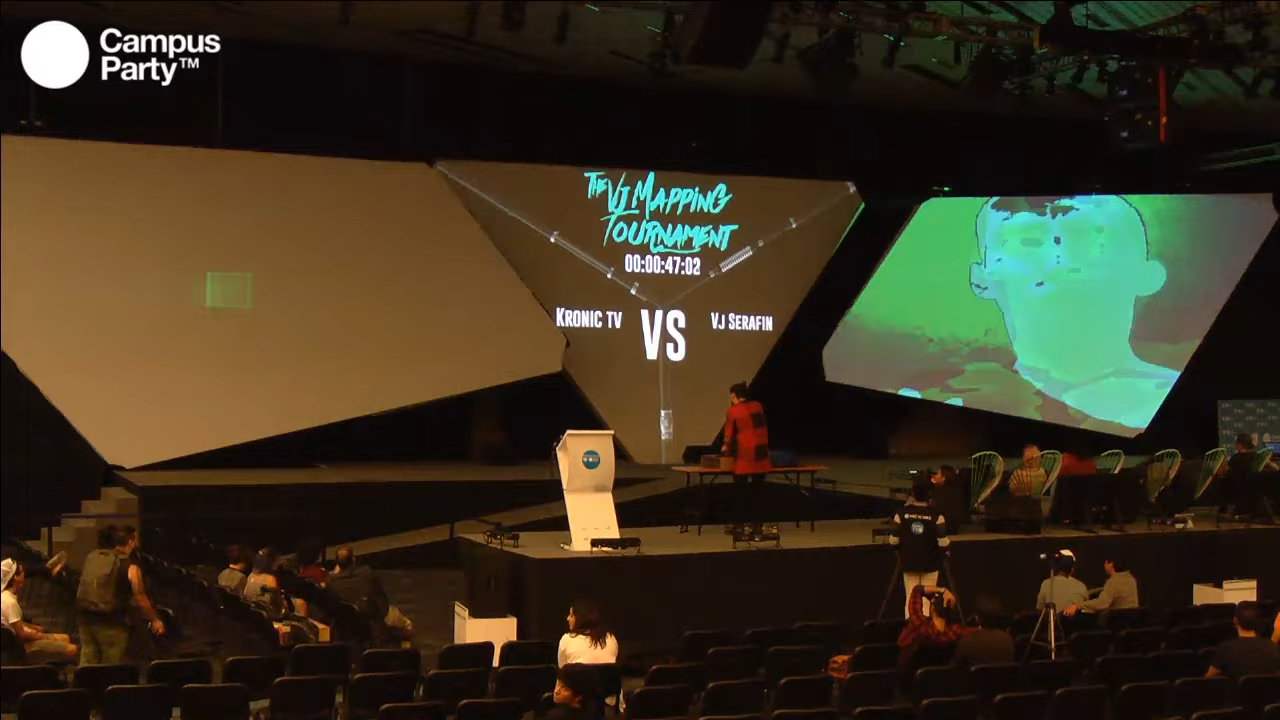 Campus
Party™
The VJ Mapping
Tournament
00:00:47:02
Kronic TV
VS
Vj Serafin